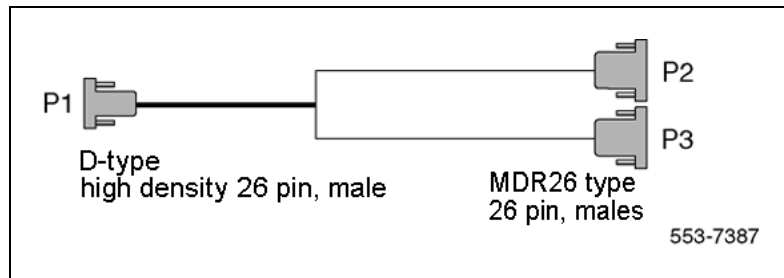 P1
P2
P3
D-type
high density 26 pin, male
MDR26 type
26 pin, males
553-7387